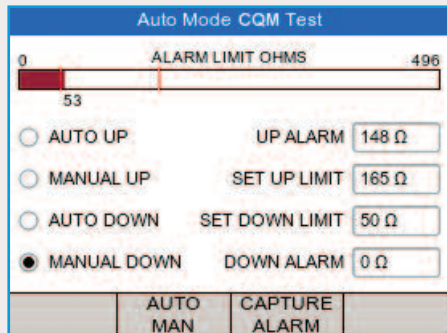 Auto Mode CQM Test
0 ALARM LIMIT OHMS 496
53
AUTO UP UP ALARM 148 Ω
MANUAL UP SET UP LIMIT 165 Ω
AUTO DOWN SET DOWN LIMIT 50 Ω
MANUAL DOWN DOWN ALARM 0 Ω
AUTO MAN
CAPTURE ALARM